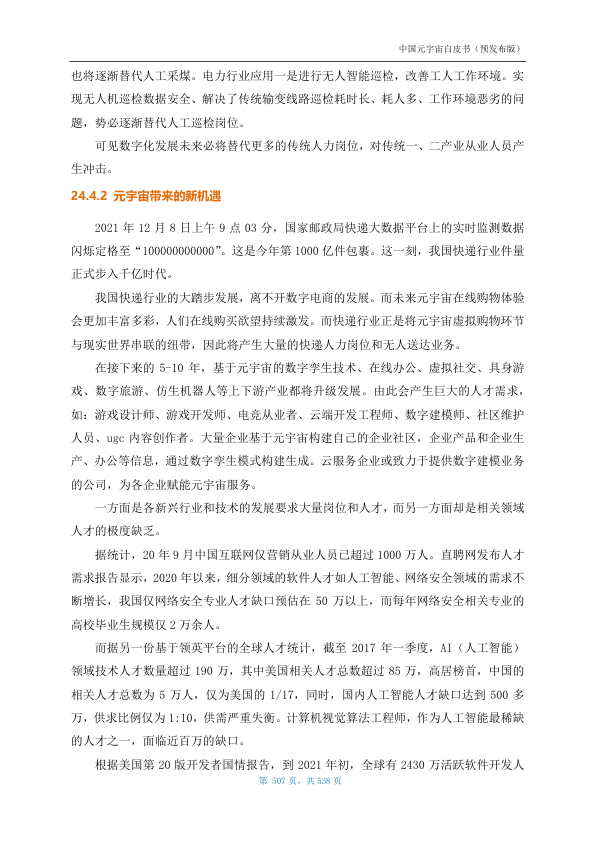 中国元宇宙白皮书（预发布版）
也将逐渐替代人工采煤。电力行业应用一是进行无人智能巡检，改善工人工作环境。实
现无人机巡检数据安全、解决了传统输变线路巡检耗时长、耗人多、工作环境恶劣的问
题，势必逐渐替代人工巡检岗位。
可见数字化发展未来必将替代更多的传统人力岗位，对传统一、二产业从业人员产
生冲击。
24.4.2 元宇宙带来的新机遇
2021 年 12 月 8 日上午 9 点 03 分，国家邮政局快递大数据平台上的实时监测数据
闪烁定格至“100000000000”。这是今年第 1000 亿件包裹。这一刻，我国快递行业件量
正式步入千亿时代。
我国快递行业的大踏步发展，离不开数字电商的发展。而未来元宇宙在线购物体验
会更加丰富多彩，人们在线购买欲望持续激发。而快递行业正是将元宇宙虚拟购物环节
与现实世界串联的纽带，因此将产生大量的快递人力岗位和无人送达业务。
在接下来的 5-10 年，基于元宇宙的数字孪生技术、在线办公、虚拟社交、具身游
戏、数字旅游、仿生机器人等上下游产业都将升级发展。由此会产生巨大的人才需求，
如：游戏设计师、游戏开发师、电竞从业者、云端开发工程师、数字建模师、社区维护
人员、ugc 内容创作者。大量企业基于元宇宙构建自己的企业社区，企业产品和企业生
产、办公等信息，通过数字孪生模式构建生成。云服务企业或致力于提供数字建模业务
的公司，为各企业赋能元宇宙服务。
一方面是各新兴行业和技术的发展要求大量岗位和人才，而另一方面却是相关领域
人才的极度缺乏。
据统计，20 年 9 月中国互联网仅营销从业人员已超过 1000 万人。直聘网发布人才
需求报告显示，2020 年以来，细分领域的软件人才如人工智能、网络安全领域的需求不
断增长，我国仅网络安全专业人才缺口预估在 50 万以上，而每年网络安全相关专业的
高校毕业生规模仅 2 万余人。
而据另一份基于领英平台的全球人才统计，截至 2017 年一季度，AI（人工智能）
领域技术人才数量超过 190 万，其中美国相关人才总数超过 85 万，高居榜首，中国的
相关人才总数为 5 万人，仅为美国的 1/17，同时，国内人工智能人才缺口达到 500 多
万，供求比例仅为 1:10，供需严重失衡。计算机视觉算法工程师，作为人工智能最稀缺
的人才之一，面临近百万的缺口。
根据美国第 20 版开发者国情报告，到 2021 年初，全球有 2430 万活跃软件开发人
第 507 页，共 538 页